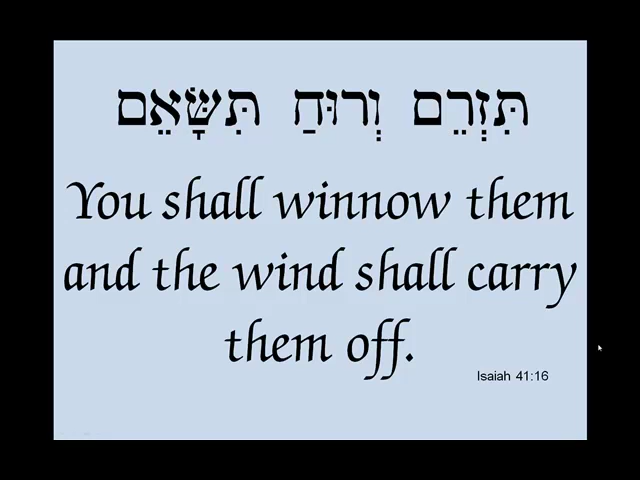 תִּזְרֵם וְרוּחַ תִּשָּׂאֵם
You shall winnow them
and the wind shall carry
them off.
Isaiah 41:16